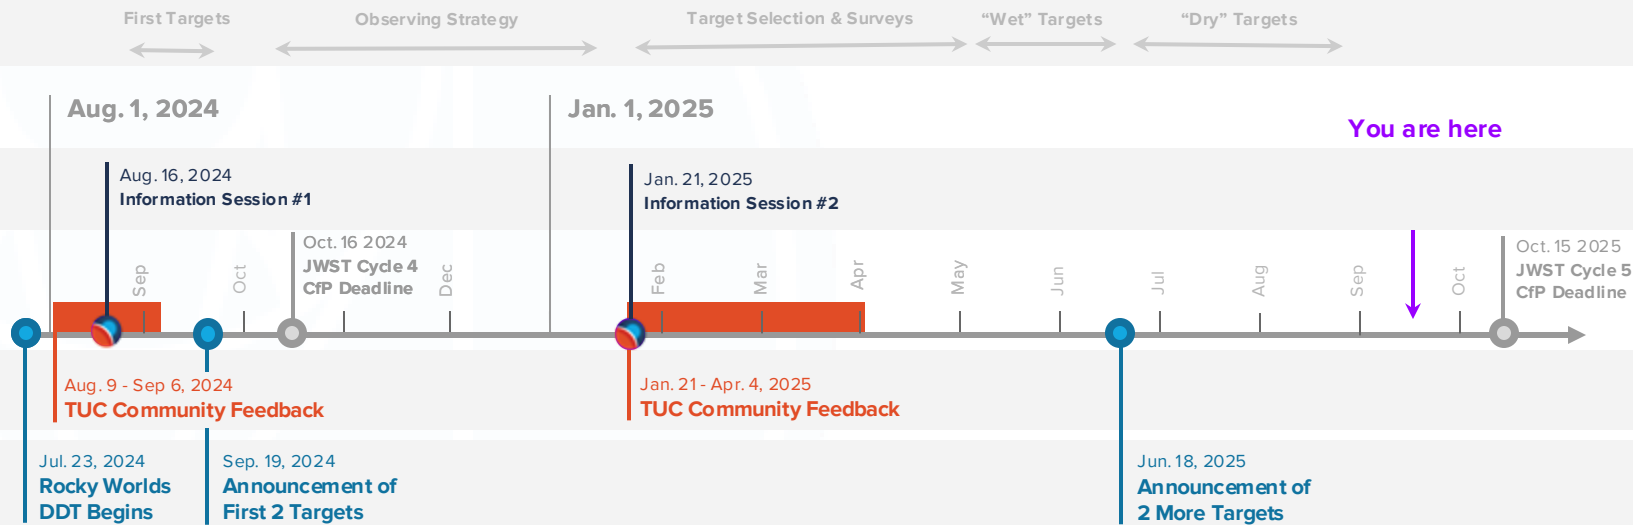 First Targets
Observing Strategy
Target Selection & Surveys
“Wet” Targets
“Dry” Targets
Aug. 1, 2024
Jan. 1, 2025
You are here
Aug. 16, 2024
Information Session #1
Jan. 21, 2025
Information Session #2
Oct. 16 2024
JWST Cycle 4
CfP Deadline
Oct. 15 2025
JWST Cycle 5
CfP Deadline
Sep
Oct
Dec
Feb
Mar
Apr
May
Jun
Jul
Aug
Sep
Oct
Aug. 9 - Sep 6, 2024
TUC Community Feedback
Jan. 21 - Apr. 4, 2025
TUC Community Feedback
Jul. 23, 2024
Rocky Worlds
DDT Begins
Sep. 19, 2024
Announcement of
First 2 Targets
Jun. 18, 2025
Announcement of
2 More Targets